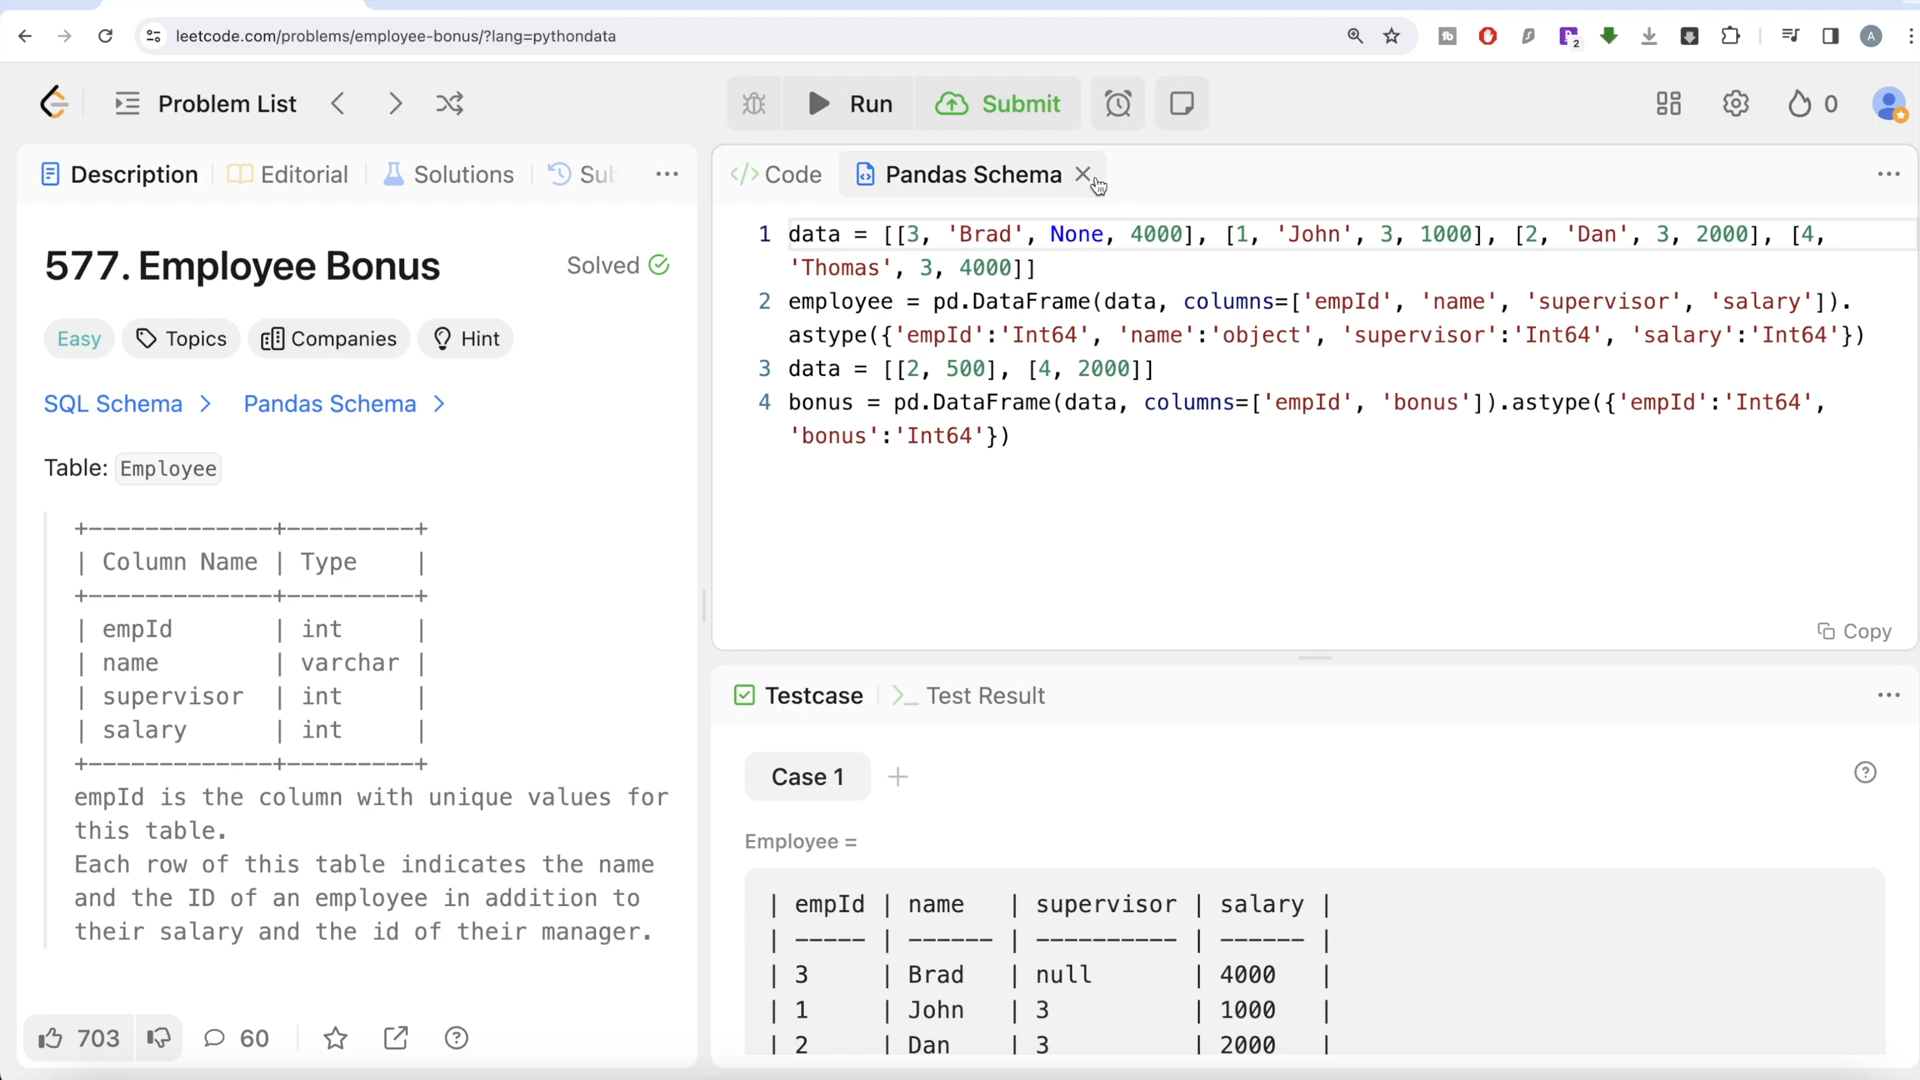 leetcode.com/problems/employee-bonus/?lang=pythondata
2
A
Problem List
Run
Submit
0
Description
Editorial
Solutions
Sub
Code
Pandas Schema
577. Employee Bonus
Solved
Easy
Topics
Companies
Hint
SQL Schema >
Pandas Schema >
Table: Employee
+-------------+---------+
| Column Name | Type    |
+-------------+---------+
| empId       | int     |
| name        | varchar |
| supervisor  | int     |
| salary      | int     |
+-------------+---------+
empId is the column with unique values for
this table.
Each row of this table indicates the name
and the ID of an employee in addition to
their salary and the id of their manager.
703
60
1 data = [[3, 'Brad', None, 4000], [1, 'John', 3, 1000], [2, 'Dan', 3, 2000], [4,
'Thomas', 3, 4000]]
2 employee = pd.DataFrame(data, columns=['empId', 'name', 'supervisor', 'salary']).
astype({'empId':'Int64', 'name':'object', 'supervisor':'Int64', 'salary':'Int64'})
3 data = [[2, 500], [4, 2000]]
4 bonus = pd.DataFrame(data, columns=['empId', 'bonus']).astype({'empId':'Int64',
'bonus':'Int64'})
Copy
Testcase
Test Result
Case 1
Employee =
| empId | name   | supervisor | salary |
| ----- | ------ | ---------- | ------ |
| 3     | Brad   | null       | 4000   |
| 1     | John   | 3          | 1000   |
| 2     | Dan    | 3          | 2000   |